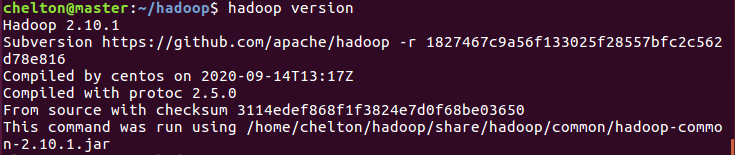 chelton@master:~/hadoop$ hadoop version
Hadoop 2.10.1
Subversion https://github.com/apache/hadoop -r 1827467c9a56f133025f28557bfc2c562
d78e816
Compiled by centos on 2020-09-14T13:17Z
Compiled with protoc 2.5.0
From source with checksum 3114edef868f1f3824e7d0f68be03650
This command was run using /home/chelton/hadoop/share/hadoop/common/hadoop-commo
n-2.10.1.jar